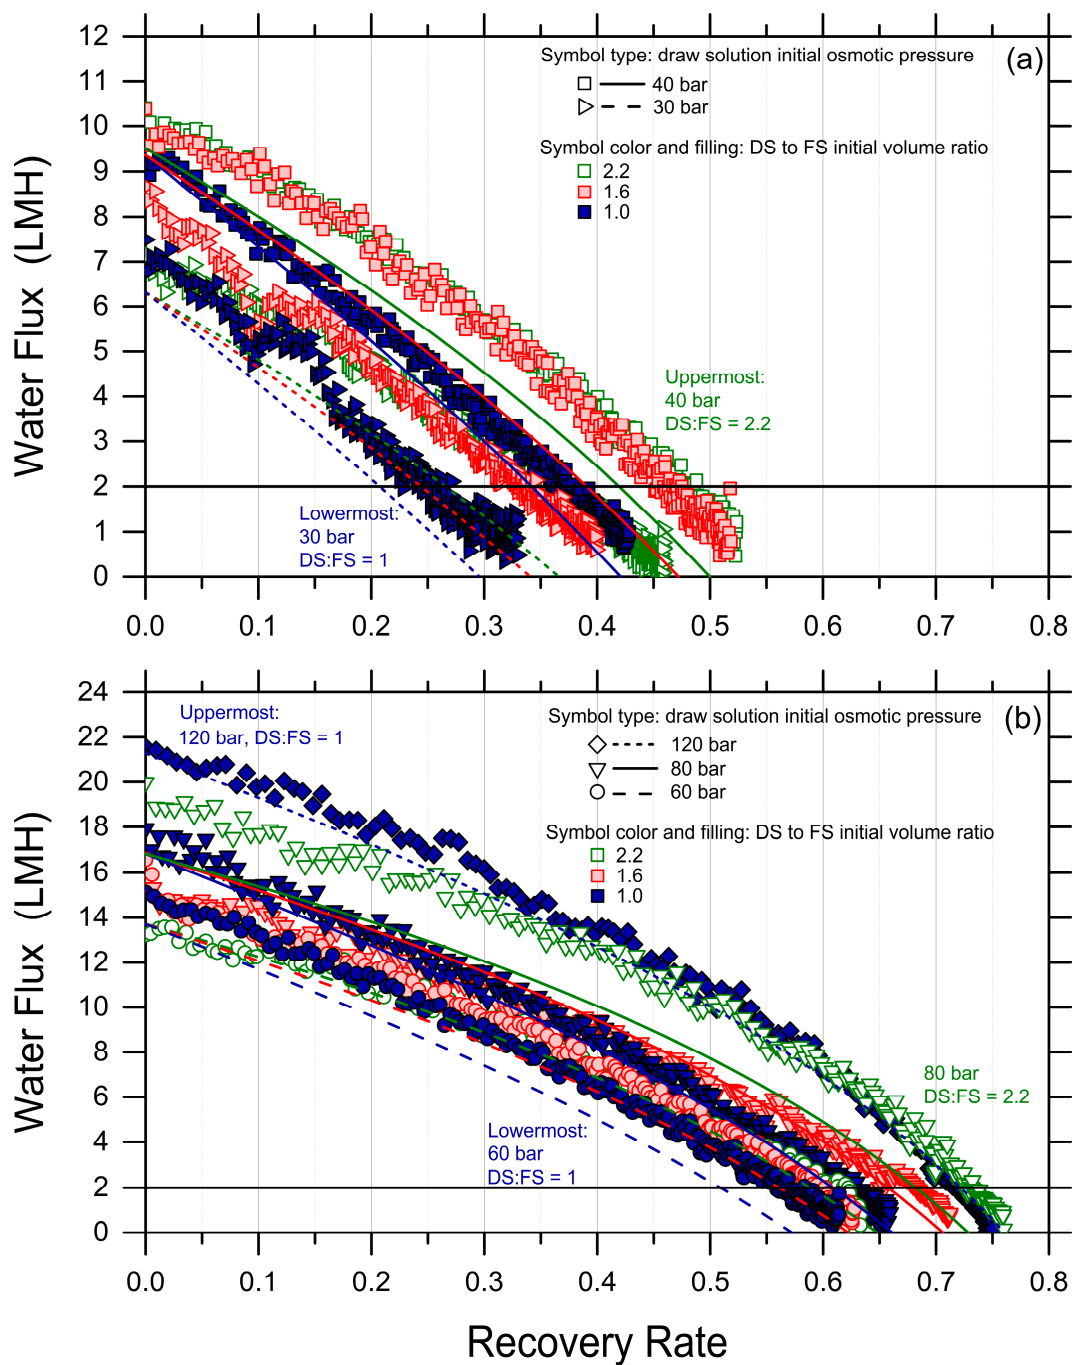 12
11
10
9
8
7
6
5
4
3
2
1
0
Water Flux (LMH)
(a)
Symbol type: draw solution initial osmotic pressure
40 bar
30 bar
Symbol color and filling: DS to FS initial volume ratio
2.2
1.6
1.0
Uppermost:
40 bar
DS:FS = 2.2
Lowermost:
30 bar
DS:FS = 1
0.0 0.1 0.2 0.3 0.4 0.5 0.6 0.7 0.8
24
22
20
18
16
14
12
10
8
6
4
2
0
Water Flux (LMH)
(b)
Uppermost:
120 bar, DS:FS = 1
Symbol type: draw solution initial osmotic pressure
120 bar
80 bar
60 bar
Symbol color and filling: DS to FS initial volume ratio
2.2
1.6
1.0
80 bar
DS:FS = 2.2
Lowermost:
60 bar
DS:FS = 1
0.0 0.1 0.2 0.3 0.4 0.5 0.6 0.7 0.8
Recovery Rate